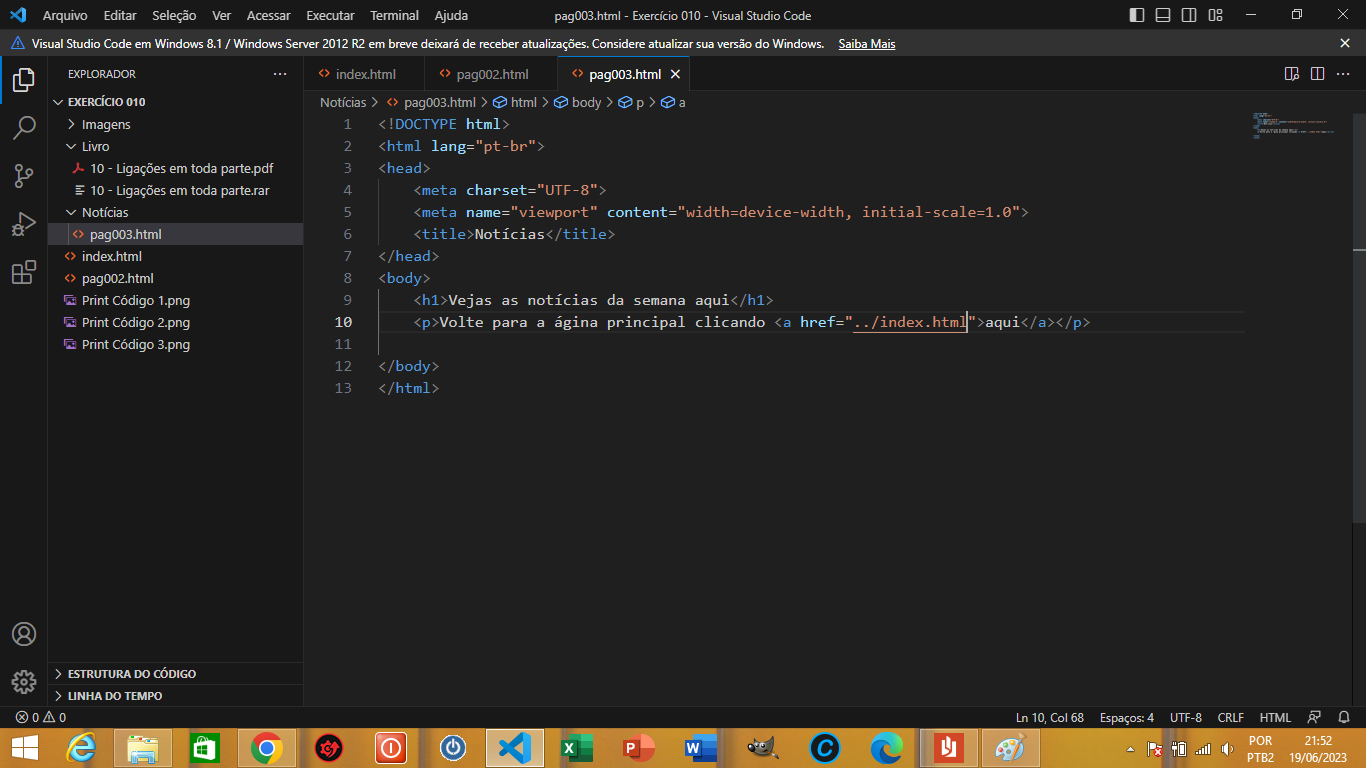 Arquivo Editar Seleção Ver Acessar Executar Terminal Ajuda pag003.html - Exercício 010 - Visual Studio Code
Visual Studio Code em Windows 8.1 / Windows Server 2012 R2 em breve deixará de receber atualizações. Considere atualizar sua versão do Windows. Saiba Mais
EXPLORADOR
EXERCÍCIO 010
Imagens
Livro
10 - Ligações em toda parte.pdf
10 - Ligações em toda parte.rar
Notícias
pag003.html
index.html
pag002.html
Print Código 1.png
Print Código 2.png
Print Código 3.png
ESTRUTURA DO CÓDIGO
LINHA DO TEMPO
index.html pag002.html pag003.html
Notícias > pag003.html > html > body > p > a
1 <!DOCTYPE html>
2 <html lang="pt-br">
3 <head>
4 <meta charset="UTF-8">
5 <meta name="viewport" content="width=device-width, initial-scale=1.0">
6 <title>Notícias</title>
7 </head>
8 <body>
9 <h1>Vejas as notícias da semana aqui</h1>
10 <p>Volte para a ágina principal clicando <a href="../index.html">aqui</a></p>
11
12 </body>
13 </html>
0 0 Ln 10, Col 68 Espaços: 4 UTF-8 CRLF HTML
POR 21:52
PTB2 19/06/2023